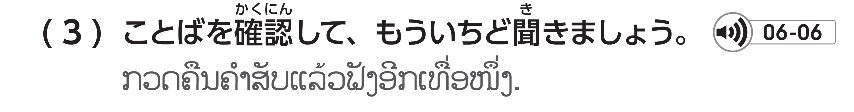 (3) ことばを確認して、もういちど聞きましょう。 06-06
ກວດຄືນຄຳສັບແລ້ວຟັງອີກເທື່ອໜຶ່ງ.